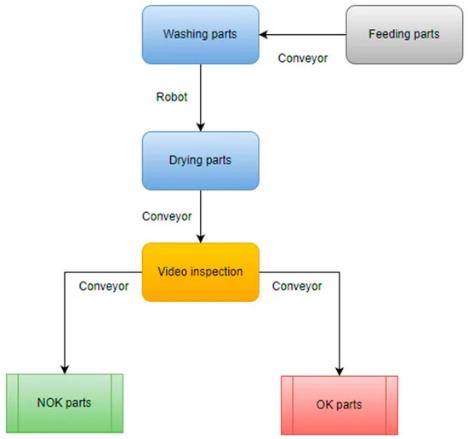 Washing parts
Feeding parts
Conveyor
Robot
Drying parts
Conveyor
Video inspection
Conveyor
Conveyor
NOK parts
OK parts